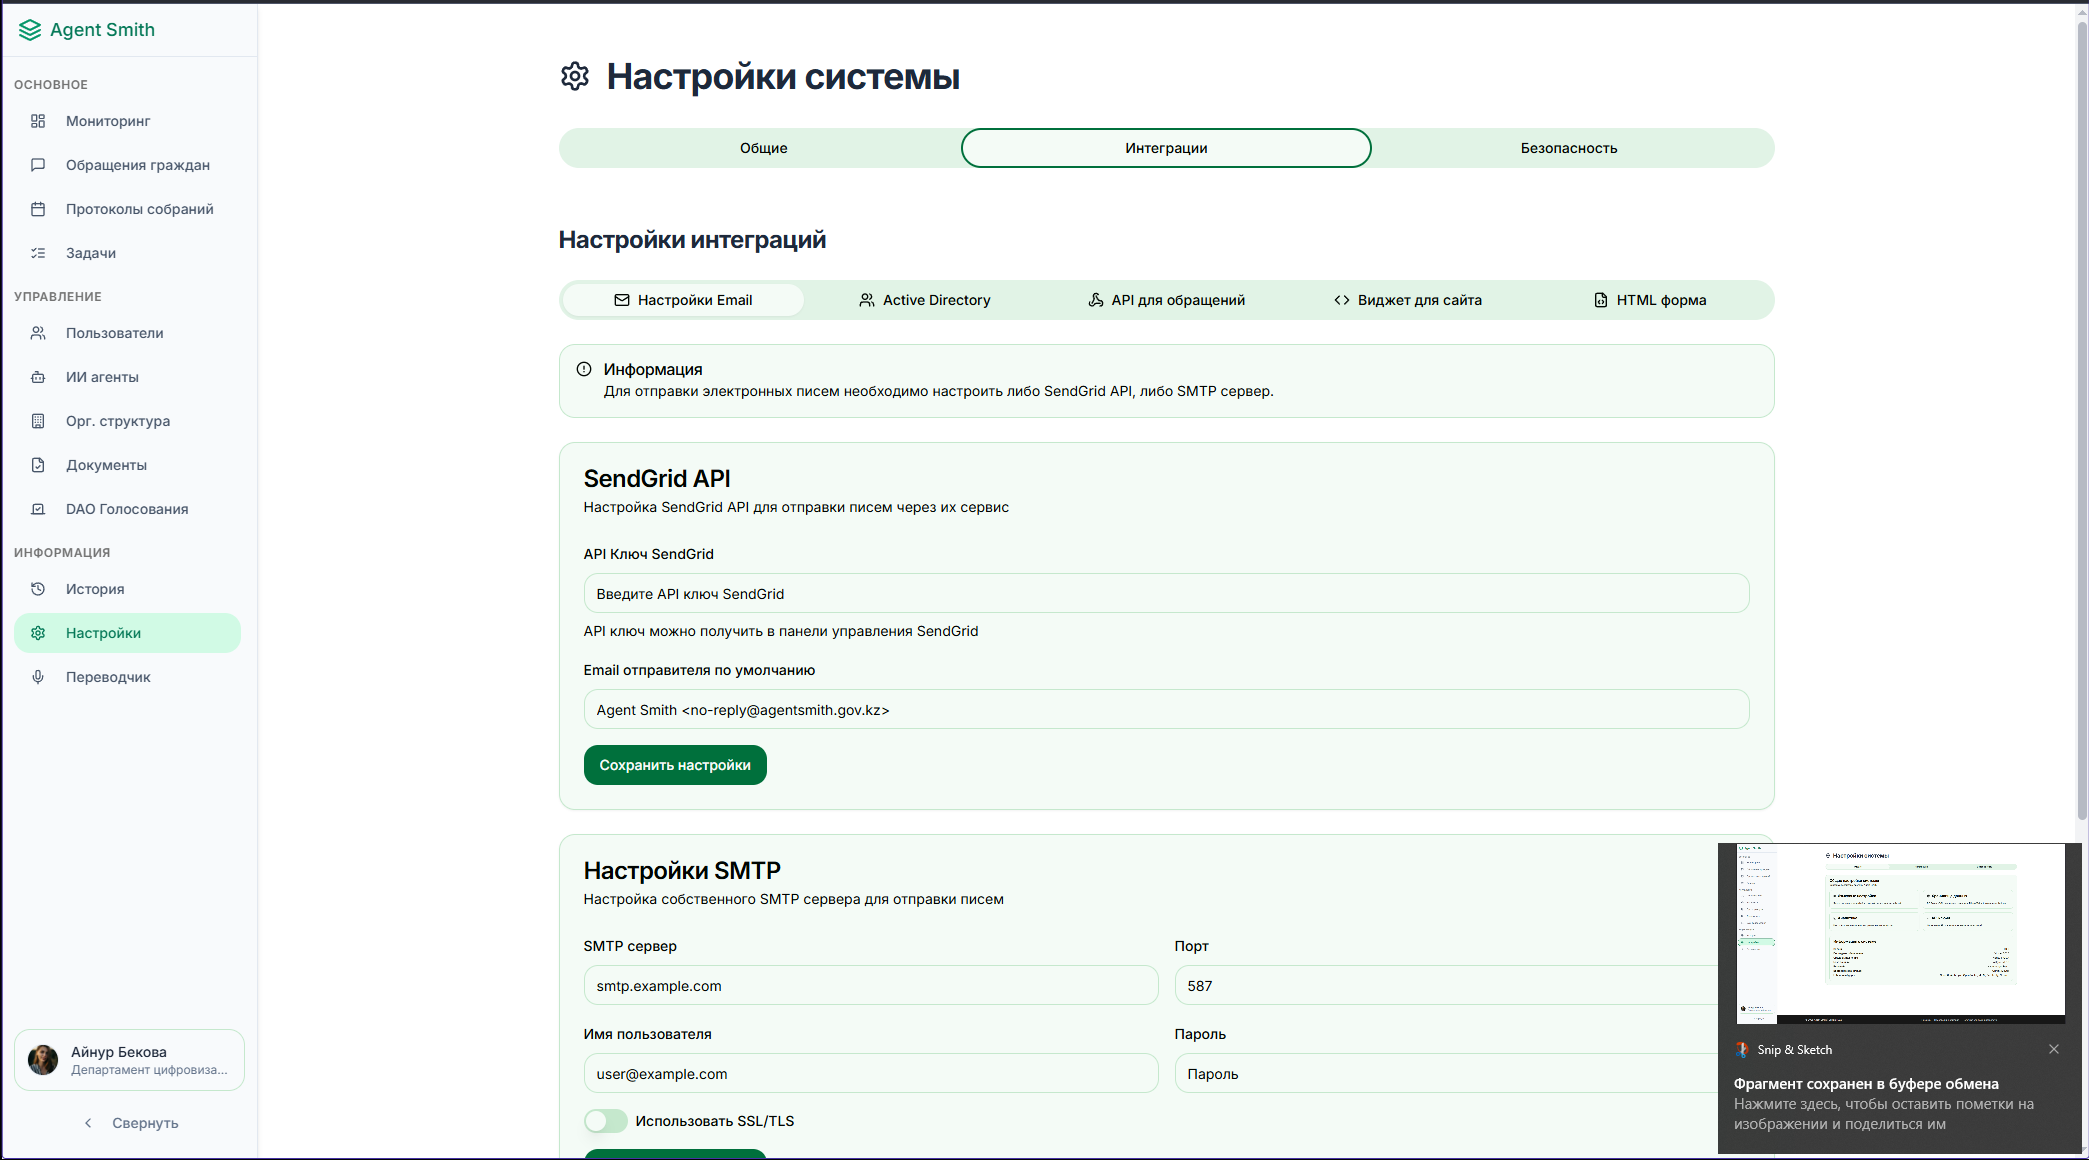 Agent Smith
ОСНОВНОЕ
Мониторинг
Обращения граждан
Протоколы собраний
Задачи
УПРАВЛЕНИЕ
Пользователи
ИИ агенты
Орг. структура
Документы
DAO Голосования
ИНФОРМАЦИЯ
История
Настройки
Переводчик
Айнур Бекова
Департамент цифровиза...
Свернуть
Настройки системы
Общие
Интеграции
Безопасность
Настройки интеграций
Настройки Email
Active Directory
API для обращений
Виджет для сайта
HTML форма
Информация
Для отправки электронных писем необходимо настроить либо SendGrid API, либо SMTP сервер.
SendGrid API
Настройка SendGrid API для отправки писем через их сервис
API Ключ SendGrid
Введите API ключ SendGrid
API ключ можно получить в панели управления SendGrid
Email отправителя по умолчанию
Agent Smith <no-reply@agentsmith.gov.kz>
Сохранить настройки
Настройки SMTP
Настройка собственного SMTP сервера для отправки писем
SMTP сервер
Порт
smtp.example.com
587
Имя пользователя
Пароль
user@example.com
Пароль
Использовать SSL/TLS
Настройки системы
Snip & Sketch
Фрагмент сохранен в буфере обмена
Нажмите здесь, чтобы оставить пометки на
изображении и поделиться им